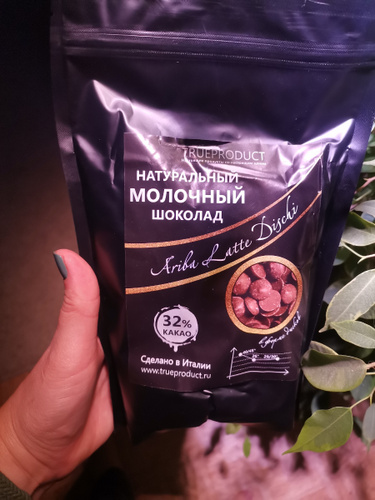 TRUEPRODUCT
НАТУРАЛЬНЫЙ
МОЛОЧНЫЙ
ШОКОЛАД
Ariba Latte Dischi
32%
КАКАО
Сделано в Италии
www.trueproduct.ru